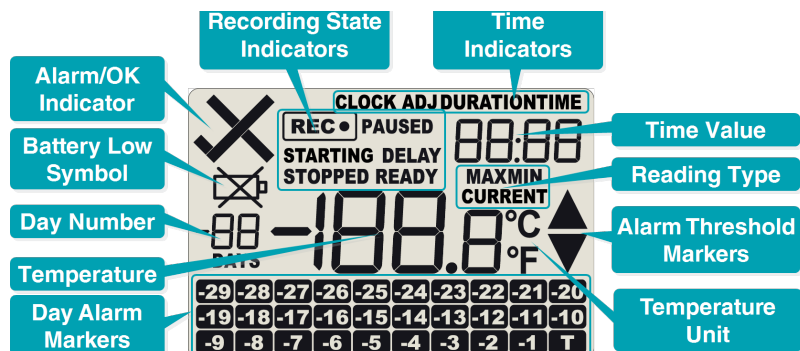 Recording State
Indicators
Time
Indicators
Alarm/OK
Indicator
CLOCK ADJ DURATION TIME
REC● PAUSED
88:88
Time Value
Battery Low
Symbol
STARTING DELAY
STOPPED READY
MAXMIN
CURRENT
Reading Type
Day Number
-88
DAYS
-188.8
°C
°F
Alarm Threshold
Markers
Temperature
Day Alarm
Markers
-29 -28 -27 -26 -25 -24 -23 -22 -21 -20
-19 -18 -17 -16 -15 -14 -13 -12 -11 -10
-9 -8 -7 -6 -5 -4 -3 -2 -1 T
Temperature
Unit